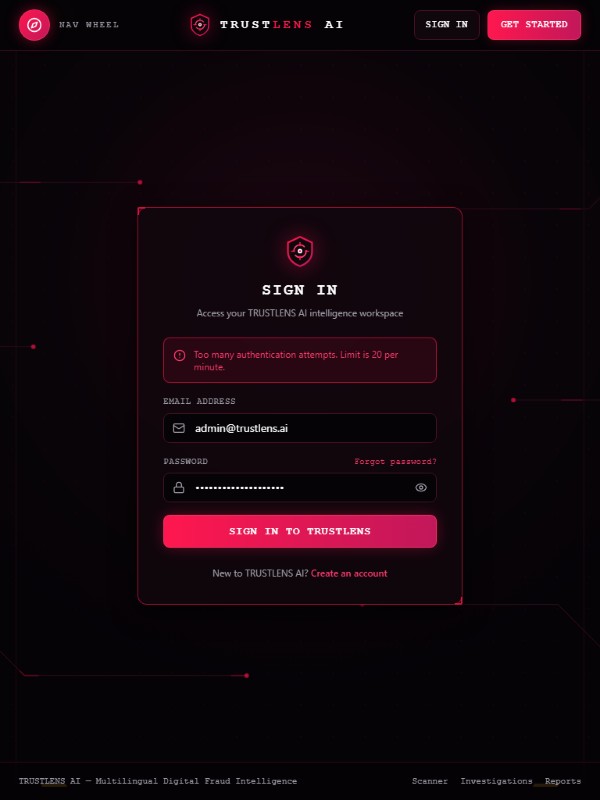 NAV WHEEL
TRUSTLENS AI
SIGN IN
GET STARTED
SIGN IN
Access your TRUSTLENS AI intelligence workspace
Too many authentication attempts. Limit is 20 per
minute.
EMAIL ADDRESS
admin@trustlens.ai
PASSWORD
Forgot password?
••••••••••••••••••••
SIGN IN TO TRUSTLENS
New to TRUSTLENS AI? Create an account
TRUSTLENS AI — Multilingual Digital Fraud Intelligence
Scanner Investigations Reports